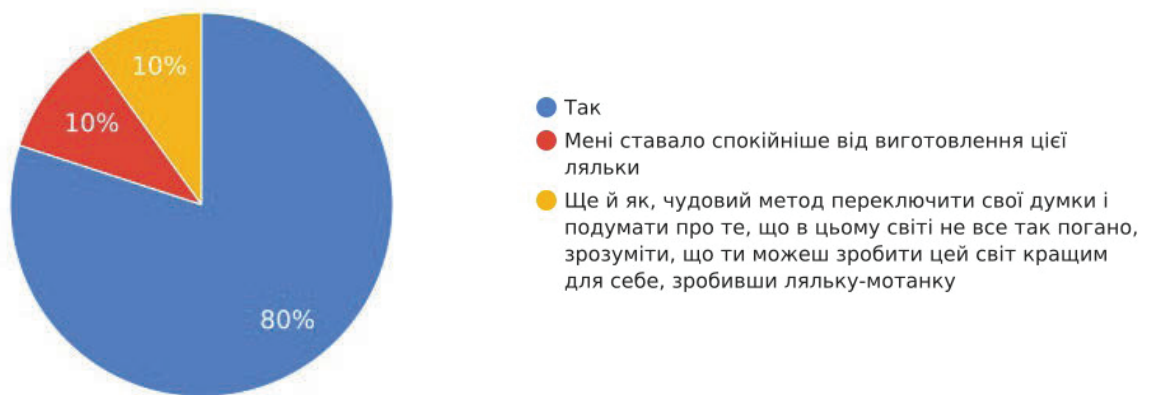 10%
10%
80%
Так
Мені ставало спокійніше від виготовлення цієї
ляльки
Ще й як, чудовий метод переключити свої думки і
подумати про те, що в цьому світі не все так погано,
зрозуміти, що ти можеш зробити цей світ кращим
для себе, зробивши ляльку-мотанку